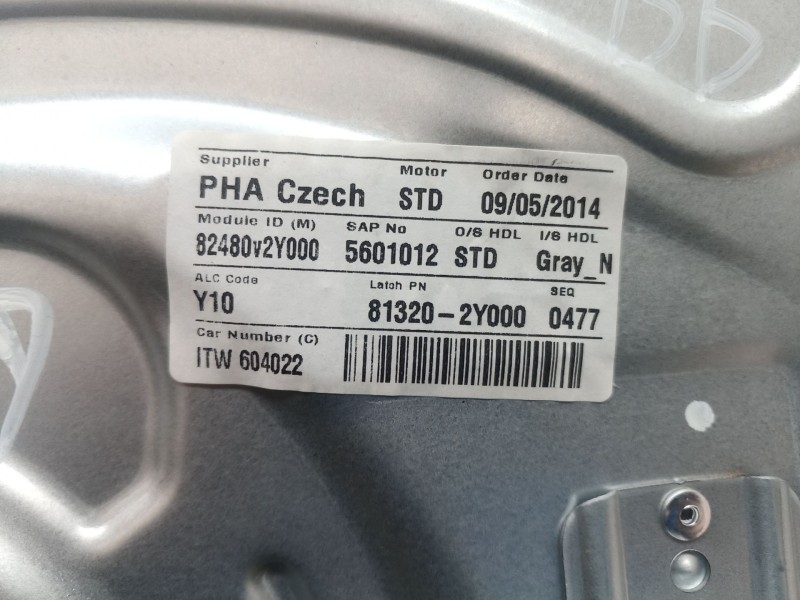 Supplier Motor Order Date
PHA Czech STD 09/05/2014
Module ID (M) SAP No O/S HDL I/S HDL
82480v2Y000 5601012 STD Gray_N
ALC Code Latch PN SEQ
Y10 81320-2Y000 0477
Car Number (C)
ITW 604022